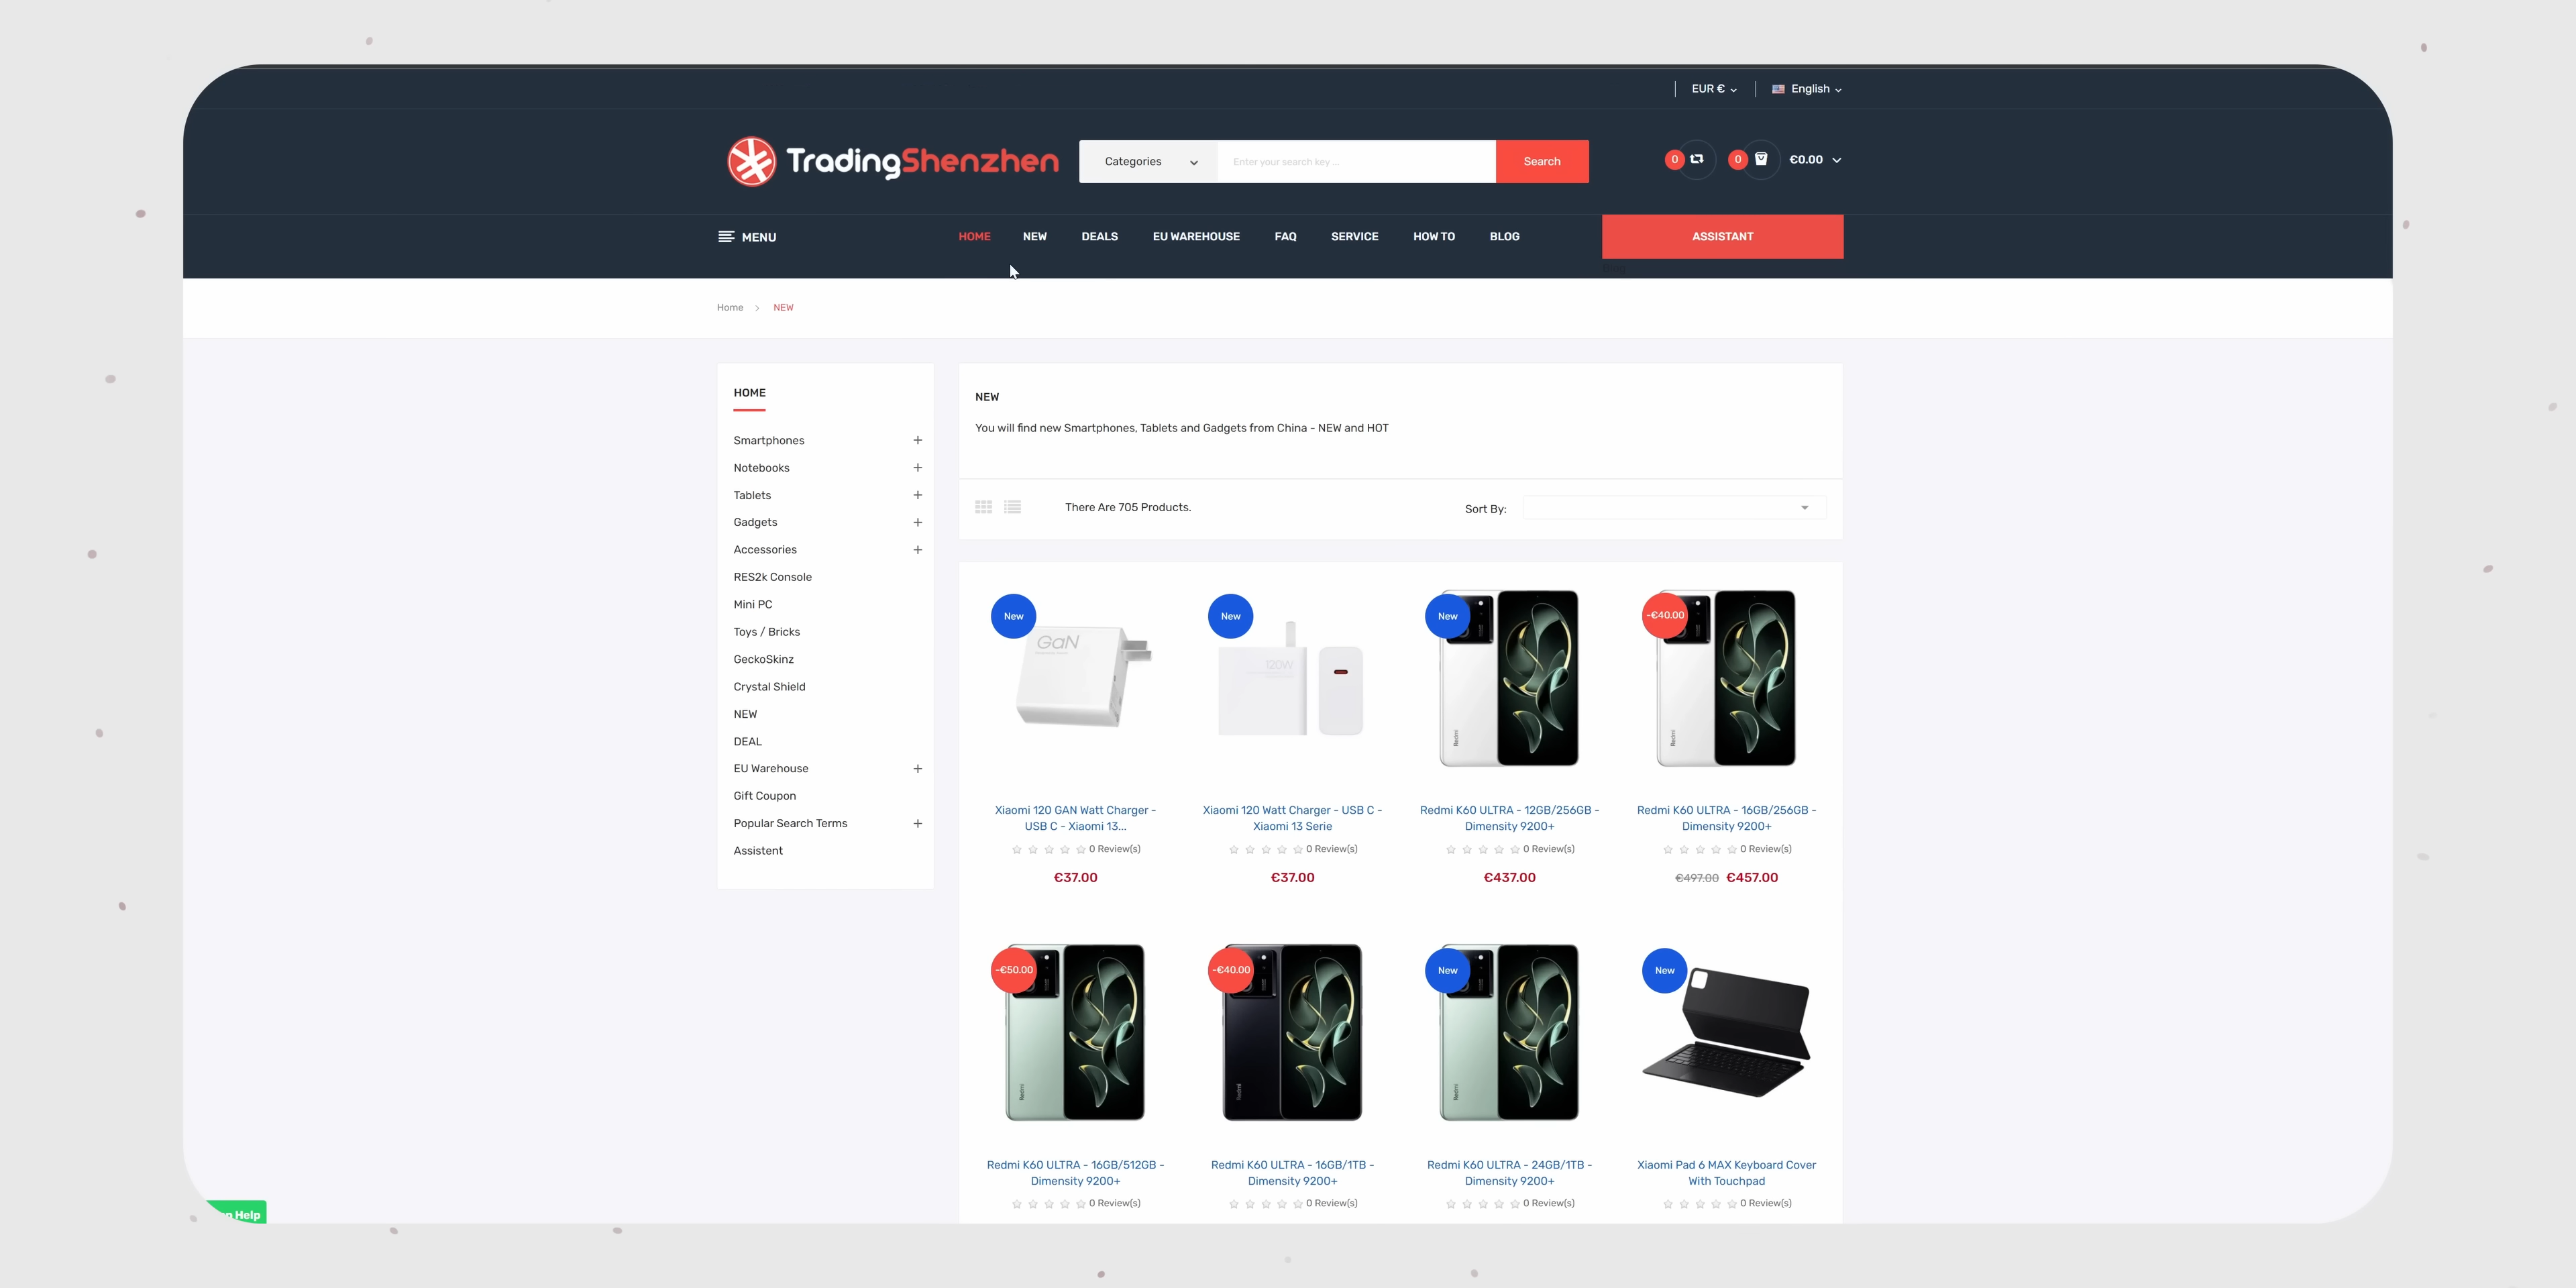 EUR €
English
TradingShenzhen
Categories
Enter your search key ...
Search
0
0
€0.00
MENU
HOME
NEW
DEALS
EU WAREHOUSE
FAQ
SERVICE
HOW TO
BLOG
ASSISTANT
Home > NEW
HOME
Smartphones +
Notebooks +
Tablets +
Gadgets +
Accessories +
RES2k Console
Mini PC
Toys / Bricks
GeckoSkinz
Crystal Shield
NEW
DEAL
EU Warehouse +
Gift Coupon
Popular Search Terms +
Assistent
NEW
You will find new Smartphones, Tablets and Gadgets from China - NEW and HOT
There Are 705 Products.
Sort By:
New
GaN
Xiaomi 120 GAN Watt Charger -
USB C - Xiaomi 13...
0 Review(s)
€37.00
New
120W
Xiaomi 120 Watt Charger - USB C -
Xiaomi 13 Serie
0 Review(s)
€37.00
New
Redmi
Redmi K60 ULTRA - 12GB/256GB -
Dimensity 9200+
0 Review(s)
€437.00
-€40.00
Redmi
Redmi K60 ULTRA - 16GB/256GB -
Dimensity 9200+
0 Review(s)
€497.00 €457.00
-€50.00
Redmi
Redmi K60 ULTRA - 16GB/512GB -
Dimensity 9200+
0 Review(s)
-€40.00
Redmi
Redmi K60 ULTRA - 16GB/1TB -
Dimensity 9200+
0 Review(s)
New
Redmi
Redmi K60 ULTRA - 24GB/1TB -
Dimensity 9200+
0 Review(s)
New
Xiaomi Pad 6 MAX Keyboard Cover
With Touchpad
0 Review(s)
Help